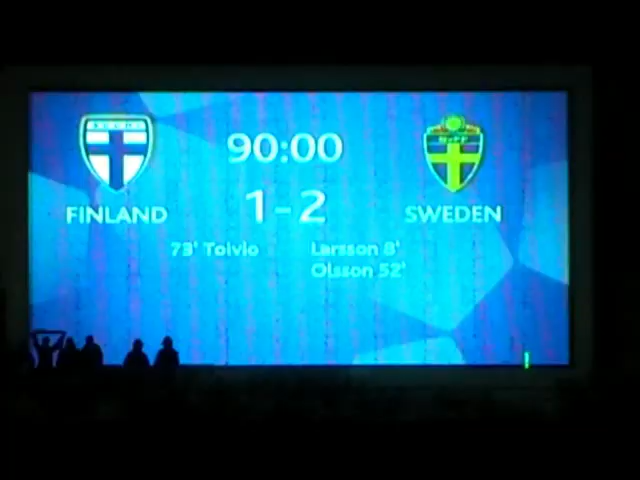 90:00
FINLAND 1-2 SWEDEN
73' Toivio Larsson 8'
Olsson 52'